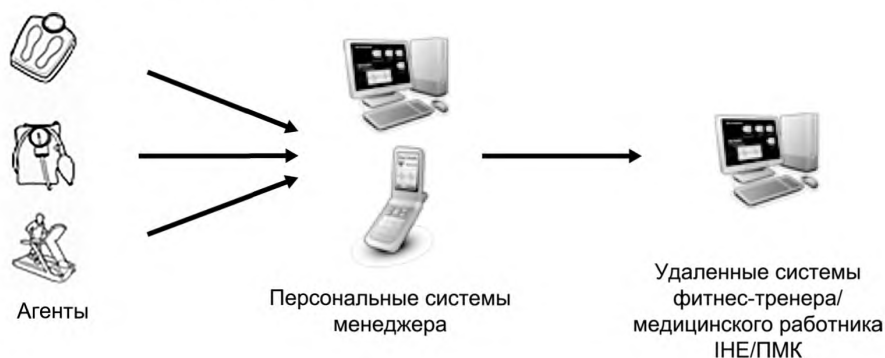 Агенты
Персональные системы
менеджера
Удаленные системы
фитнес-тренера/
медицинского работника
IHE/ПМК